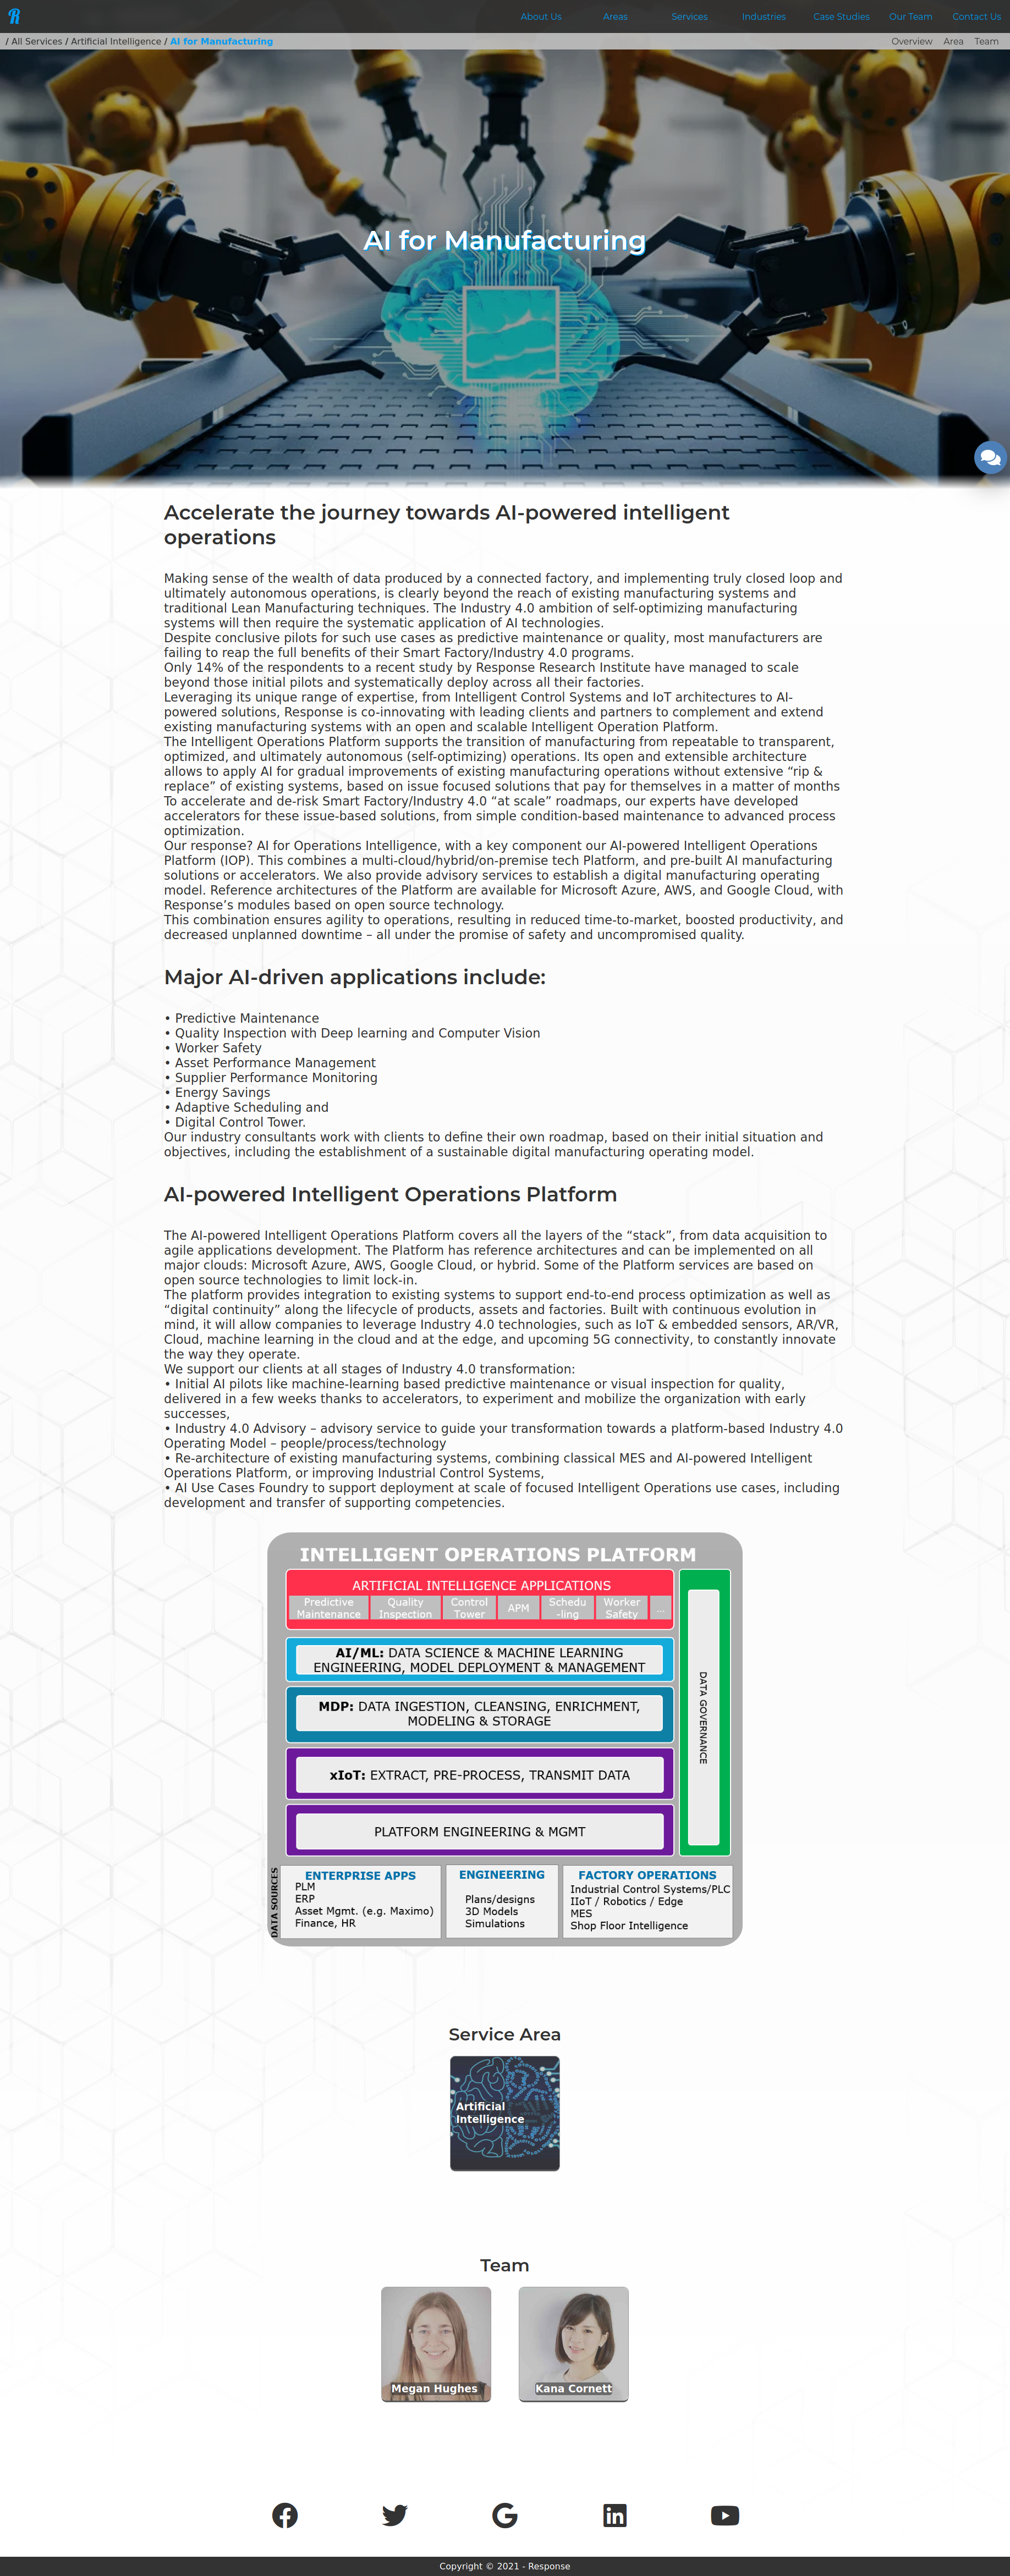 R
About Us
Areas
Services
Industries
Case Studies
Our Team
Contact Us
/ All Services / Artificial Intelligence / AI for Manufacturing
Overview
Area
Team
AI for Manufacturing
Accelerate the journey towards AI-powered intelligent
operations
Making sense of the wealth of data produced by a connected factory, and implementing truly closed loop and
ultimately autonomous operations, is clearly beyond the reach of existing manufacturing systems and
traditional Lean Manufacturing techniques. The Industry 4.0 ambition of self-optimizing manufacturing
systems will then require the systematic application of AI technologies.
Despite conclusive pilots for such use cases as predictive maintenance or quality, most manufacturers are
failing to reap the full benefits of their Smart Factory/Industry 4.0 programs.
Only 14% of the respondents to a recent study by Response Research Institute have managed to scale
beyond those initial pilots and systematically deploy across all their factories.
Leveraging its unique range of expertise, from Intelligent Control Systems and IoT architectures to AI-
powered solutions, Response is co-innovating with leading clients and partners to complement and extend
existing manufacturing systems with an open and scalable Intelligent Operation Platform.
The Intelligent Operations Platform supports the transition of manufacturing from repeatable to transparent,
optimized, and ultimately autonomous (self-optimizing) operations. Its open and extensible architecture
allows to apply AI for gradual improvements of existing manufacturing operations without extensive “rip &
replace” of existing systems, based on issue focused solutions that pay for themselves in a matter of months
To accelerate and de-risk Smart Factory/Industry 4.0 “at scale” roadmaps, our experts have developed
accelerators for these issue-based solutions, from simple condition-based maintenance to advanced process
optimization.
Our response? AI for Operations Intelligence, with a key component our AI-powered Intelligent Operations
Platform (IOP). This combines a multi-cloud/hybrid/on-premise tech Platform, and pre-built AI manufacturing
solutions or accelerators. We also provide advisory services to establish a digital manufacturing operating
model. Reference architectures of the Platform are available for Microsoft Azure, AWS, and Google Cloud, with
Response’s modules based on open source technology.
This combination ensures agility to operations, resulting in reduced time-to-market, boosted productivity, and
decreased unplanned downtime – all under the promise of safety and uncompromised quality.
Major AI-driven applications include:
• Predictive Maintenance
• Quality Inspection with Deep learning and Computer Vision
• Worker Safety
• Asset Performance Management
• Supplier Performance Monitoring
• Energy Savings
• Adaptive Scheduling and
• Digital Control Tower.
Our industry consultants work with clients to define their own roadmap, based on their initial situation and
objectives, including the establishment of a sustainable digital manufacturing operating model.
AI-powered Intelligent Operations Platform
The AI-powered Intelligent Operations Platform covers all the layers of the “stack”, from data acquisition to
agile applications development. The Platform has reference architectures and can be implemented on all
major clouds: Microsoft Azure, AWS, Google Cloud, or hybrid. Some of the Platform services are based on
open source technologies to limit lock-in.
The platform provides integration to existing systems to support end-to-end process optimization as well as
“digital continuity” along the lifecycle of products, assets and factories. Built with continuous evolution in
mind, it will allow companies to leverage Industry 4.0 technologies, such as IoT & embedded sensors, AR/VR,
Cloud, machine learning in the cloud and at the edge, and upcoming 5G connectivity, to constantly innovate
the way they operate.
We support our clients at all stages of Industry 4.0 transformation:
• Initial AI pilots like machine-learning based predictive maintenance or visual inspection for quality,
delivered in a few weeks thanks to accelerators, to experiment and mobilize the organization with early
successes,
• Industry 4.0 Advisory – advisory service to guide your transformation towards a platform-based Industry 4.0
Operating Model – people/process/technology
• Re-architecture of existing manufacturing systems, combining classical MES and AI-powered Intelligent
Operations Platform, or improving Industrial Control Systems,
• AI Use Cases Foundry to support deployment at scale of focused Intelligent Operations use cases, including
development and transfer of supporting competencies.
INTELLIGENT OPERATIONS PLATFORM
ARTIFICIAL INTELLIGENCE APPLICATIONS
Predictive
Maintenance
Quality
Inspection
Control
Tower
APM
Schedu
-ling
Worker
Safety
...
AI/ML: DATA SCIENCE & MACHINE LEARNING
ENGINEERING, MODEL DEPLOYMENT & MANAGEMENT
MDP: DATA INGESTION, CLEANSING, ENRICHMENT,
MODELING & STORAGE
xIoT: EXTRACT, PRE-PROCESS, TRANSMIT DATA
PLATFORM ENGINEERING & MGMT
DATA GOVERNANCE
DATA SOURCES
ENTERPRISE APPS
PLM
ERP
Asset Mgmt. (e.g. Maximo)
Finance, HR
ENGINEERING
Plans/designs
3D Models
Simulations
FACTORY OPERATIONS
Industrial Control Systems/PLC
IIoT / Robotics / Edge
MES
Shop Floor Intelligence
Service Area
Artificial
Intelligence
Team
Megan Hughes
Kana Cornett
Copyright © 2021 - Response